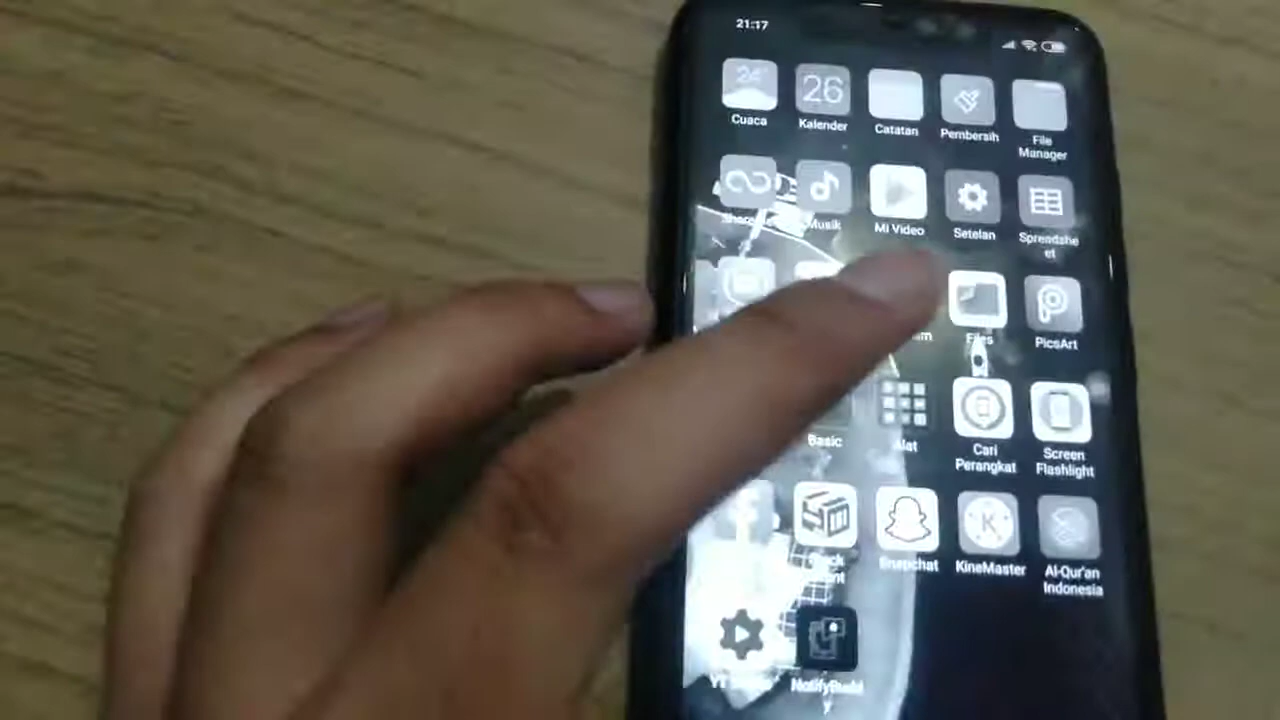 21:17
24°
26
Cuaca
Kalender
Catatan
Pembersih
File
Manager
Musik
Mi Video
Setelan
Spreadshe
et
Files
PicsArt
Basic
Cari
Perangkat
Screen
Flashlight
Snapchat
KineMaster
Al-Qur'an
Indonesia
NotifyBudd
y